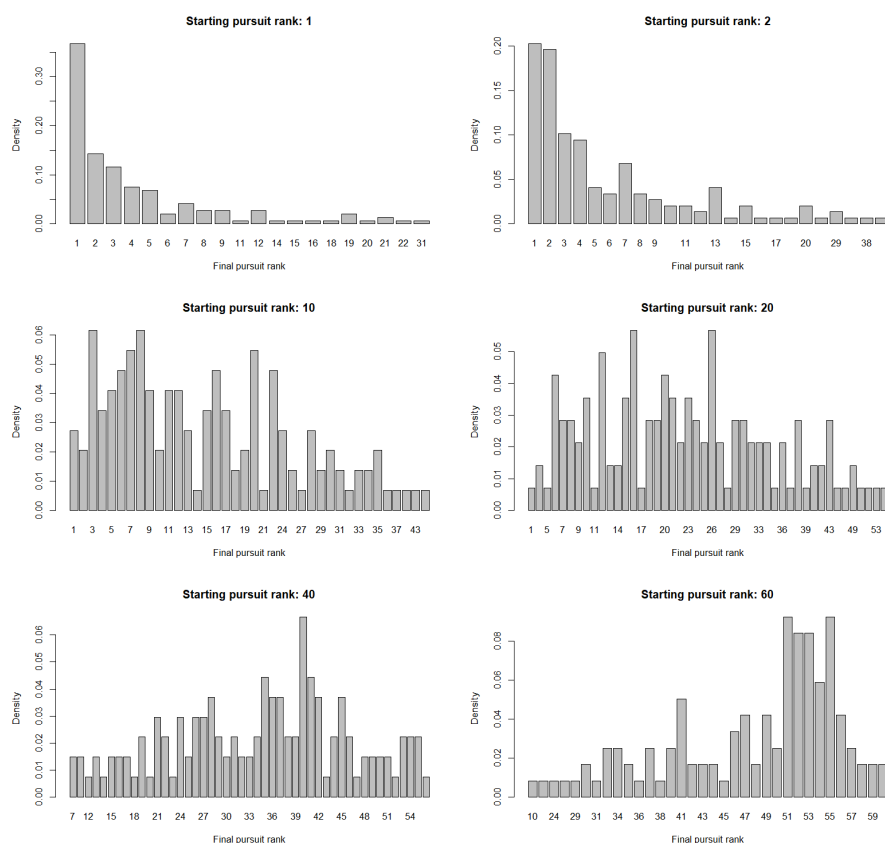 Starting pursuit rank: 1
Density
0.00 0.10 0.20 0.30
1 2 3 4 5 6 7 8 9 11 12 14 15 16 18 19 20 21 22 31
Final pursuit rank
Starting pursuit rank: 2
Density
0.00 0.05 0.10 0.15 0.20
1 2 3 4 5 6 7 8 9 11 13 15 17 20 29 38
Final pursuit rank
Starting pursuit rank: 10
Density
0.00 0.01 0.02 0.03 0.04 0.05 0.06
1 3 5 7 9 11 13 15 17 19 21 24 27 29 31 33 35 37 43
Final pursuit rank
Starting pursuit rank: 20
Density
0.00 0.01 0.02 0.03 0.04 0.05
1 5 7 9 11 14 17 20 23 26 29 33 36 39 43 49 53
Final pursuit rank
Starting pursuit rank: 40
Density
0.00 0.01 0.02 0.03 0.04 0.05 0.06
7 12 15 18 21 24 27 30 33 36 39 42 45 48 51 54
Final pursuit rank
Starting pursuit rank: 60
Density
0.00 0.02 0.04 0.06 0.08
10 24 29 31 34 36 38 41 43 45 47 49 51 53 55 57 59
Final pursuit rank